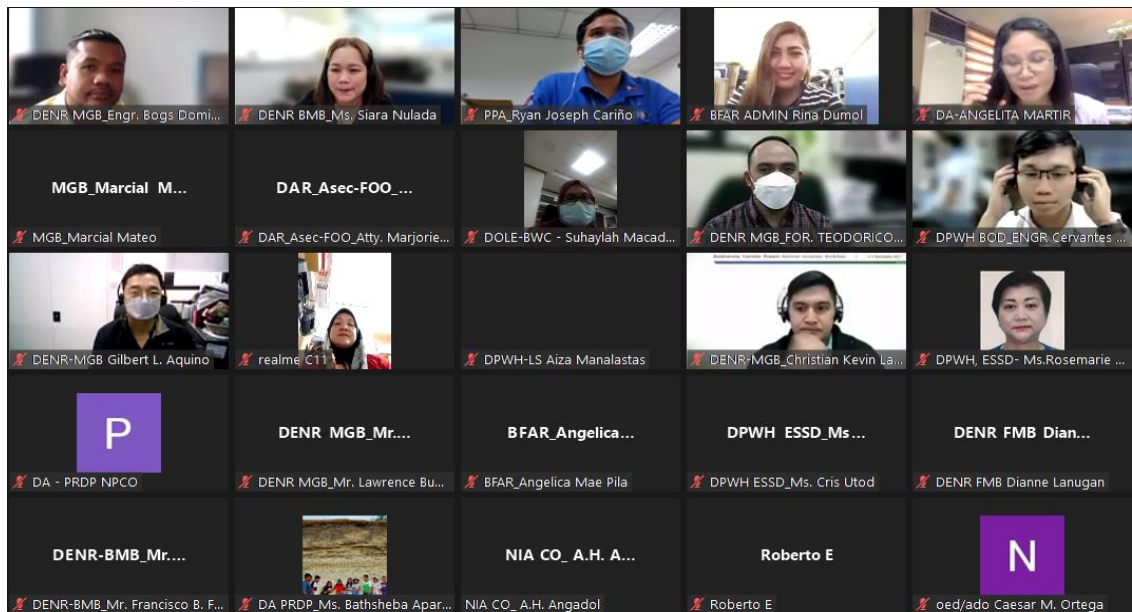 DENR MGB_Engr. Bogs Domi...
DENR BMB_Ms. Siara Nulada
PPA_Ryan Joseph Cariño
BFAR ADMIN Rina Dumol
DA-ANGELITA MARTIR
MGB_Marcial M...
MGB_Marcial Mateo
DAR_Asec-FOO_...
DAR_Asec-FOO_Atty. Marjorie...
DOLE-BWC - Suhaylah Macad...
DENR MGB_FOR. TEODORICO...
DPWH BOD_ENGR Cervantes ...
DENR-MGB Gilbert L. Aquino
realme C11
DPWH-LS Aiza Manalastas
DENR-MGB_Christian Kevin La...
DPWH, ESSD- Ms.Rosemarie ...
P
DA - PRDP NPCO
DENR MGB_Mr....
DENR MGB_Mr. Lawrence Bu...
BFAR_Angelica...
BFAR_Angelica Mae Pila
DPWH ESSD_Ms...
DPWH ESSD_Ms. Cris Utod
DENR FMB Dian...
DENR FMB Dianne Lanugan
DENR-BMB_Mr....
DENR-BMB_Mr. Francisco B. F...
DA PRDP_Ms. Bathsheba Apar...
NIA CO_ A.H. A...
NIA CO_ A.H. Angadol
Roberto E
Roberto E
N
oed/ado Caesar M. Ortega